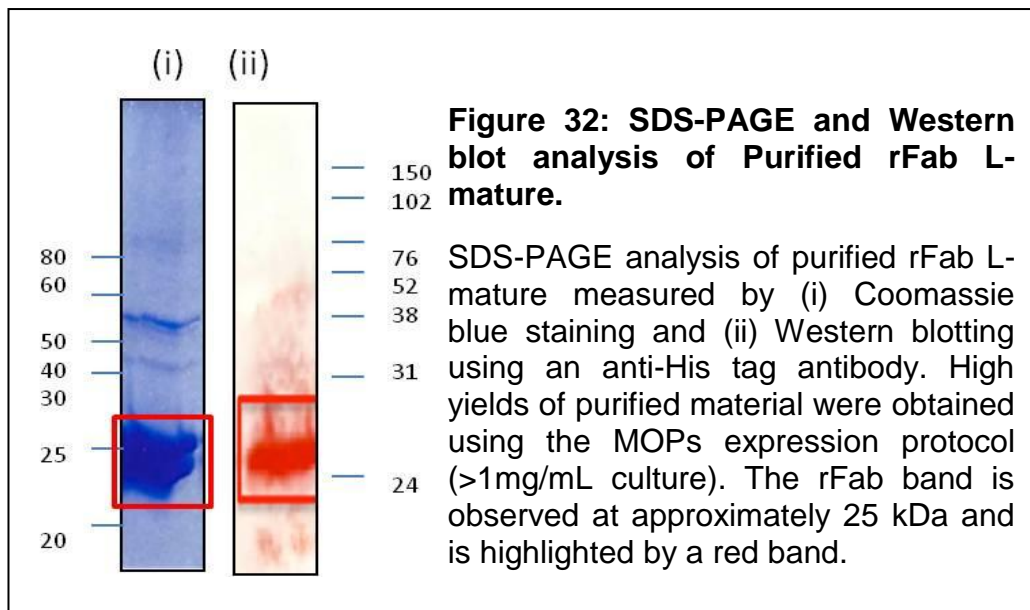 (i) (ii)
80
60
50
40
30
25
20
150
102
76
52
38
31
24
Figure 32: SDS-PAGE and Western
blot analysis of Purified rFab L-
mature.
SDS-PAGE analysis of purified rFab L-
mature measured by (i) Coomassie
blue staining and (ii) Western blotting
using an anti-His tag antibody. High
yields of purified material were obtained
using the MOPs expression protocol
(>1mg/mL culture). The rFab band is
observed at approximately 25 kDa and
is highlighted by a red band.